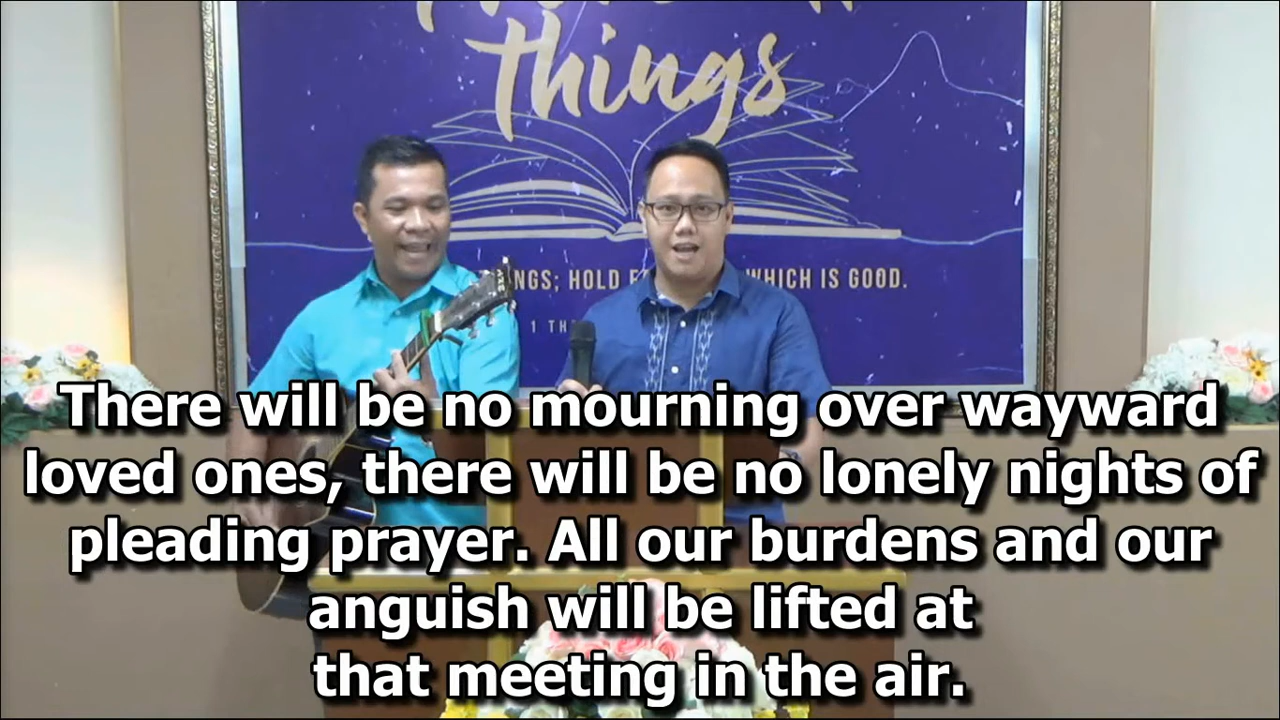 things
NGS; HOLD F WHICH IS GOOD.
1 TH
There will be no mourning over wayward
loved ones, there will be no lonely nights of
pleading prayer. All our burdens and our
anguish will be lifted at
that meeting in the air.